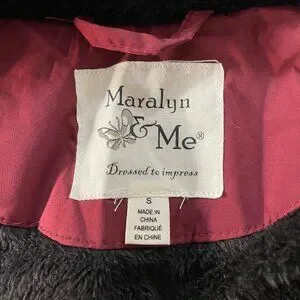 Maralyn
& Me®
Dressed to impress
S
MADE IN
CHINA
FABRIQUÉ
EN CHINE